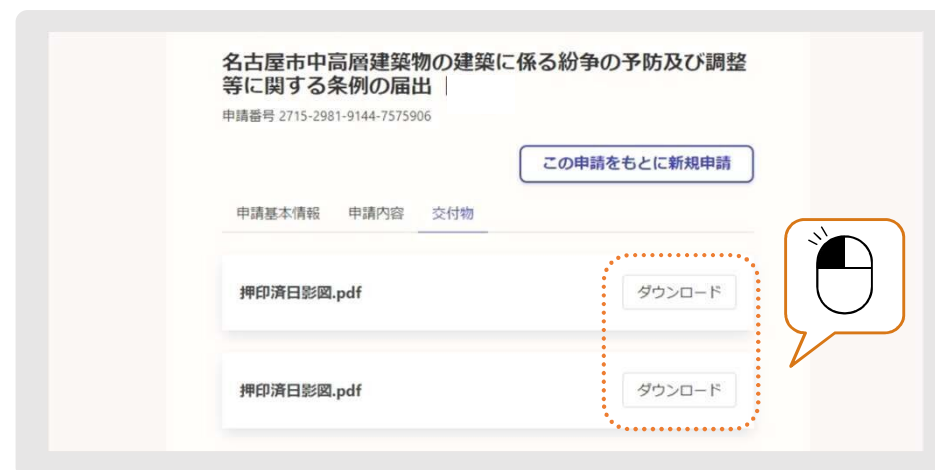 名古屋市中高層建築物の建築に係る紛争の予防及び調整
等に関する条例の届出
申請番号 2715-2981-9144-7575906
この申請をもとに新規申請
申請基本情報 申請内容 交付物
押印済日影図.pdf ダウンロード
押印済日影図.pdf ダウンロード